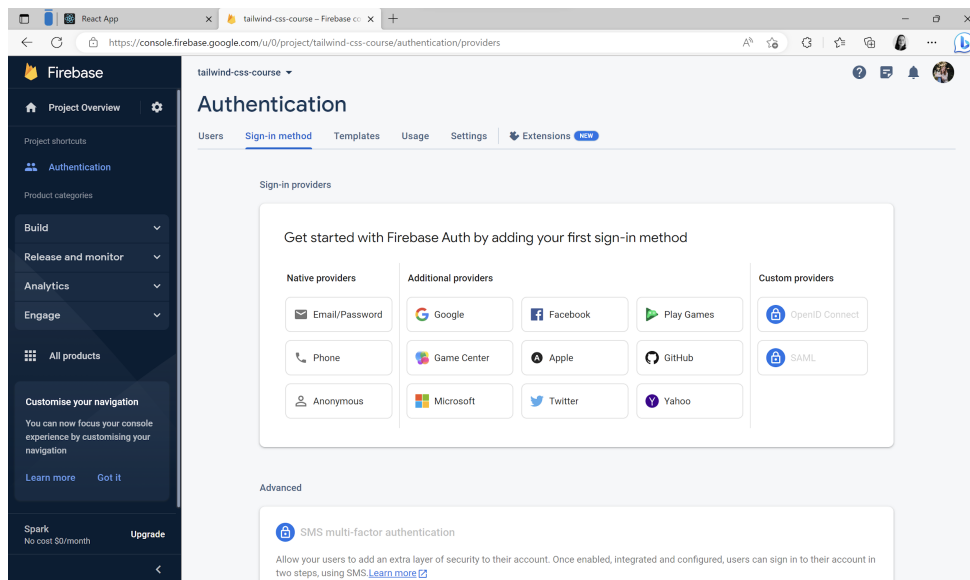 React App
tailwind-css-course – Firebase co
https://console.firebase.google.com/u/0/project/tailwind-css-course/authentication/providers
Firebase
Project Overview
Project shortcuts
Authentication
Product categories
Build
Release and monitor
Analytics
Engage
All products
Customise your navigation
You can now focus your console
experience by customising your
navigation
Learn more Got it
Spark
No cost $0/month
Upgrade
tailwind-css-course
Authentication
Users Sign-in method Templates Usage Settings Extensions NEW
Sign-in providers
Get started with Firebase Auth by adding your first sign-in method
Native providers Additional providers Custom providers
Email/Password Google Facebook Play Games OpenID Connect
Phone Game Center Apple GitHub SAML
Anonymous Microsoft Twitter Yahoo
Advanced
SMS multi-factor authentication
Allow your users to add an extra layer of security to their account. Once enabled, integrated and configured, users can sign in to their account in
two steps, using SMS.Learn more